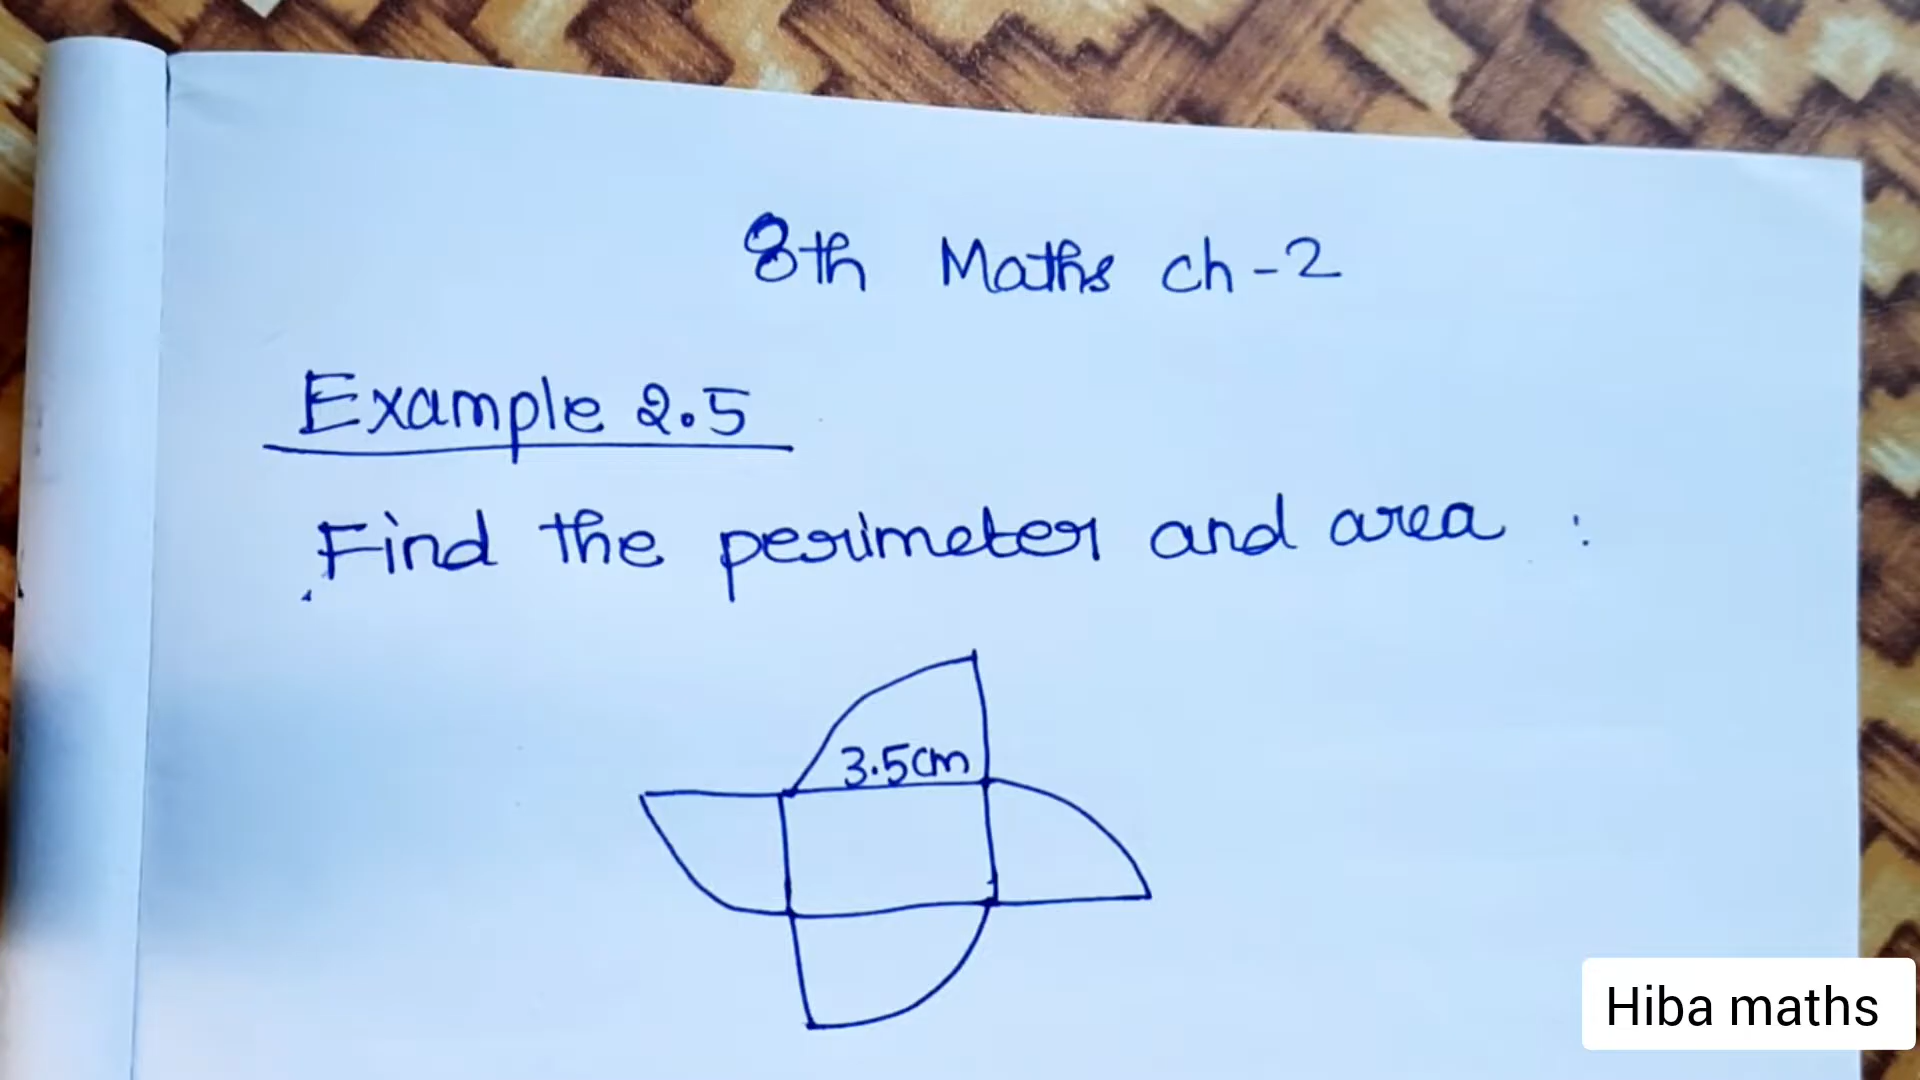 8th Maths ch-2
Example 2.5
Find the perimeter and area :
3.5cm
Hiba maths